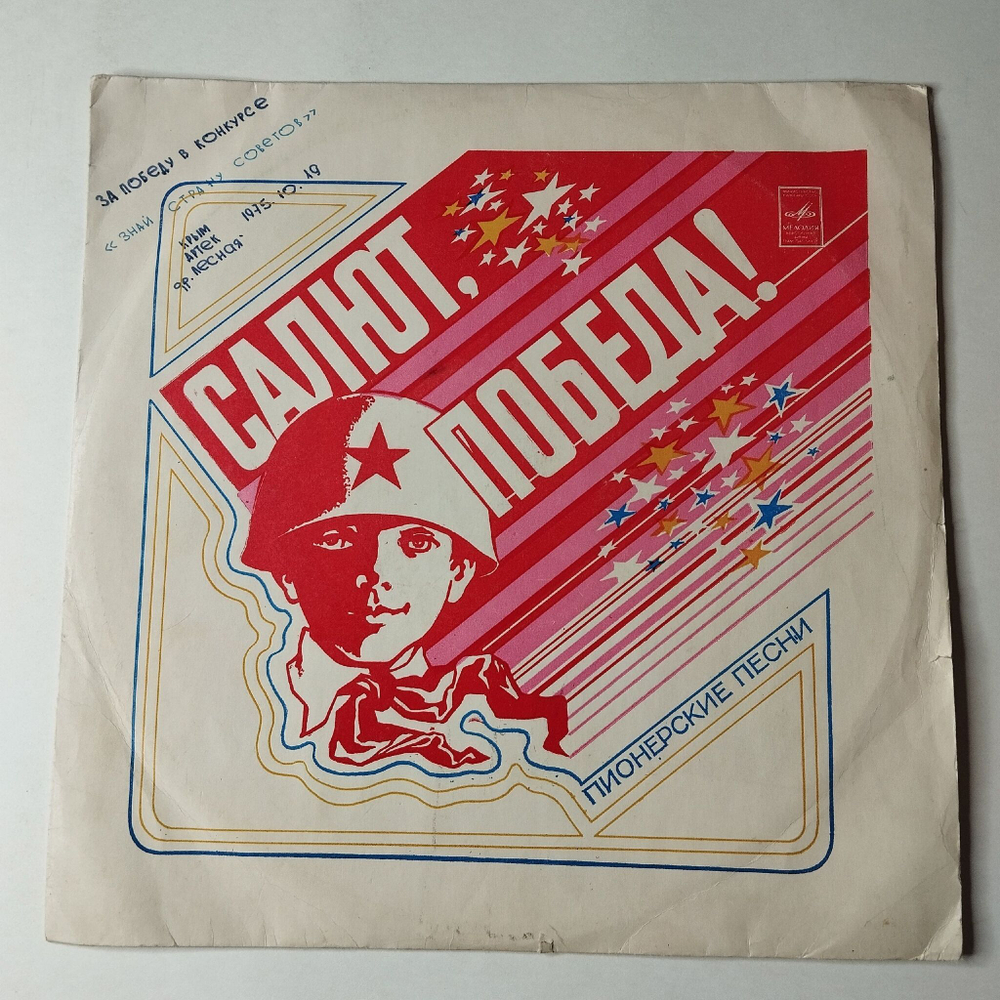 ЗА ПОБЕДУ В КОНКУРСЕ
«ЗНАЙ СТРАНУ СОВЕТОВ»
1975.10.19
КРЫМ
АРТЕК
др. ЛЕСНАЯ
САЛЮТ,
ПОБЕДА!
МЕЛОДИЯ
ПИОНЕРСКИЕ ПЕСНИ